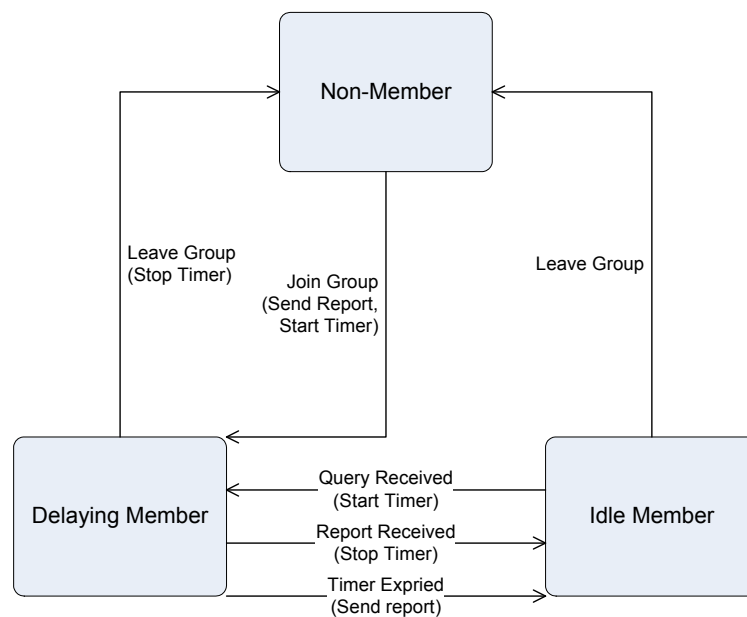 Non-Member
Leave Group
(Stop Timer)
Join Group
(Send Report,
Start Timer)
Leave Group
Delaying Member
Query Received
(Start Timer)
Report Received
(Stop Timer)
Timer Expried
(Send report)
Idle Member